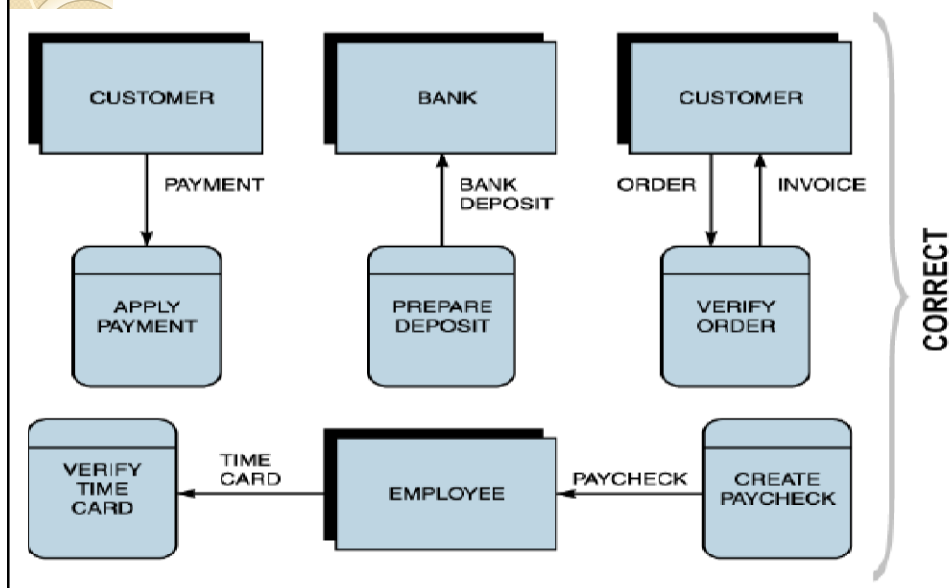 CUSTOMER
BANK
CUSTOMER
PAYMENT
BANK
DEPOSIT
ORDER
INVOICE
APPLY
PAYMENT
PREPARE
DEPOSIT
VERIFY
ORDER
CORRECT
VERIFY
TIME
CARD
TIME
CARD
EMPLOYEE
PAYCHECK
CREATE
PAYCHECK